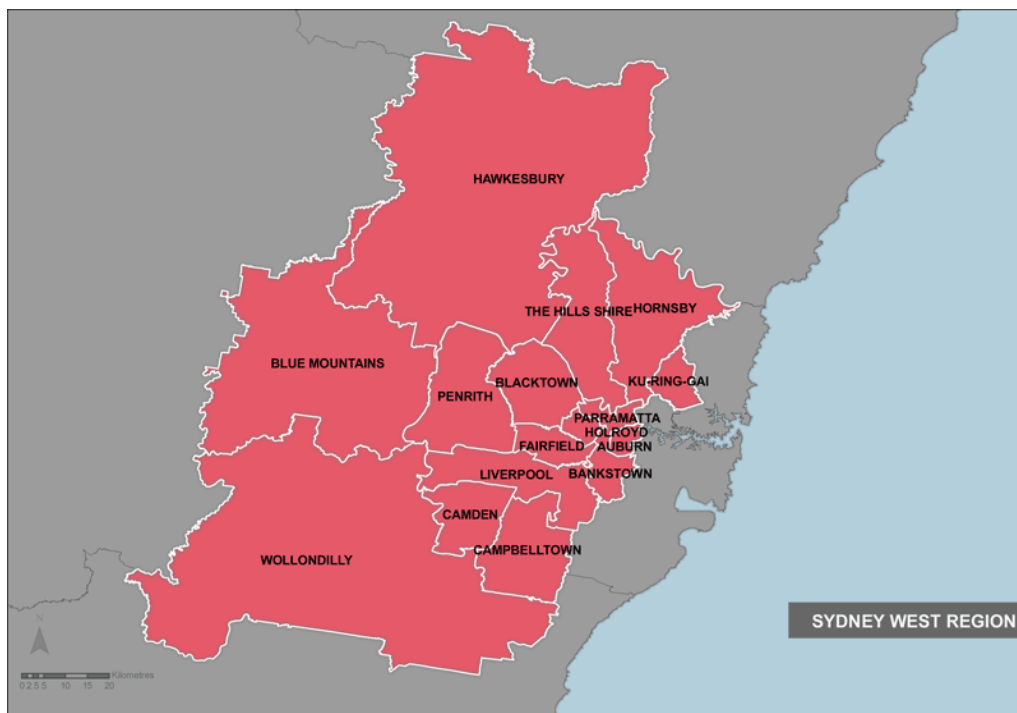 HAWKESBURY
THE HILLS SHIRE
HORNSBY
BLUE MOUNTAINS
KU-RING-GAI
BLACKTOWN
PENRITH
PARRAMATTA
HOLROYD
FAIRFIELD
AUBURN
LIVERPOOL
BANKSTOWN
CAMDEN
CAMPBELLTOWN
WOLLONDILLY
SYDNEY WEST REGION
N
Kilometres
0 2.5 5 10 15 20